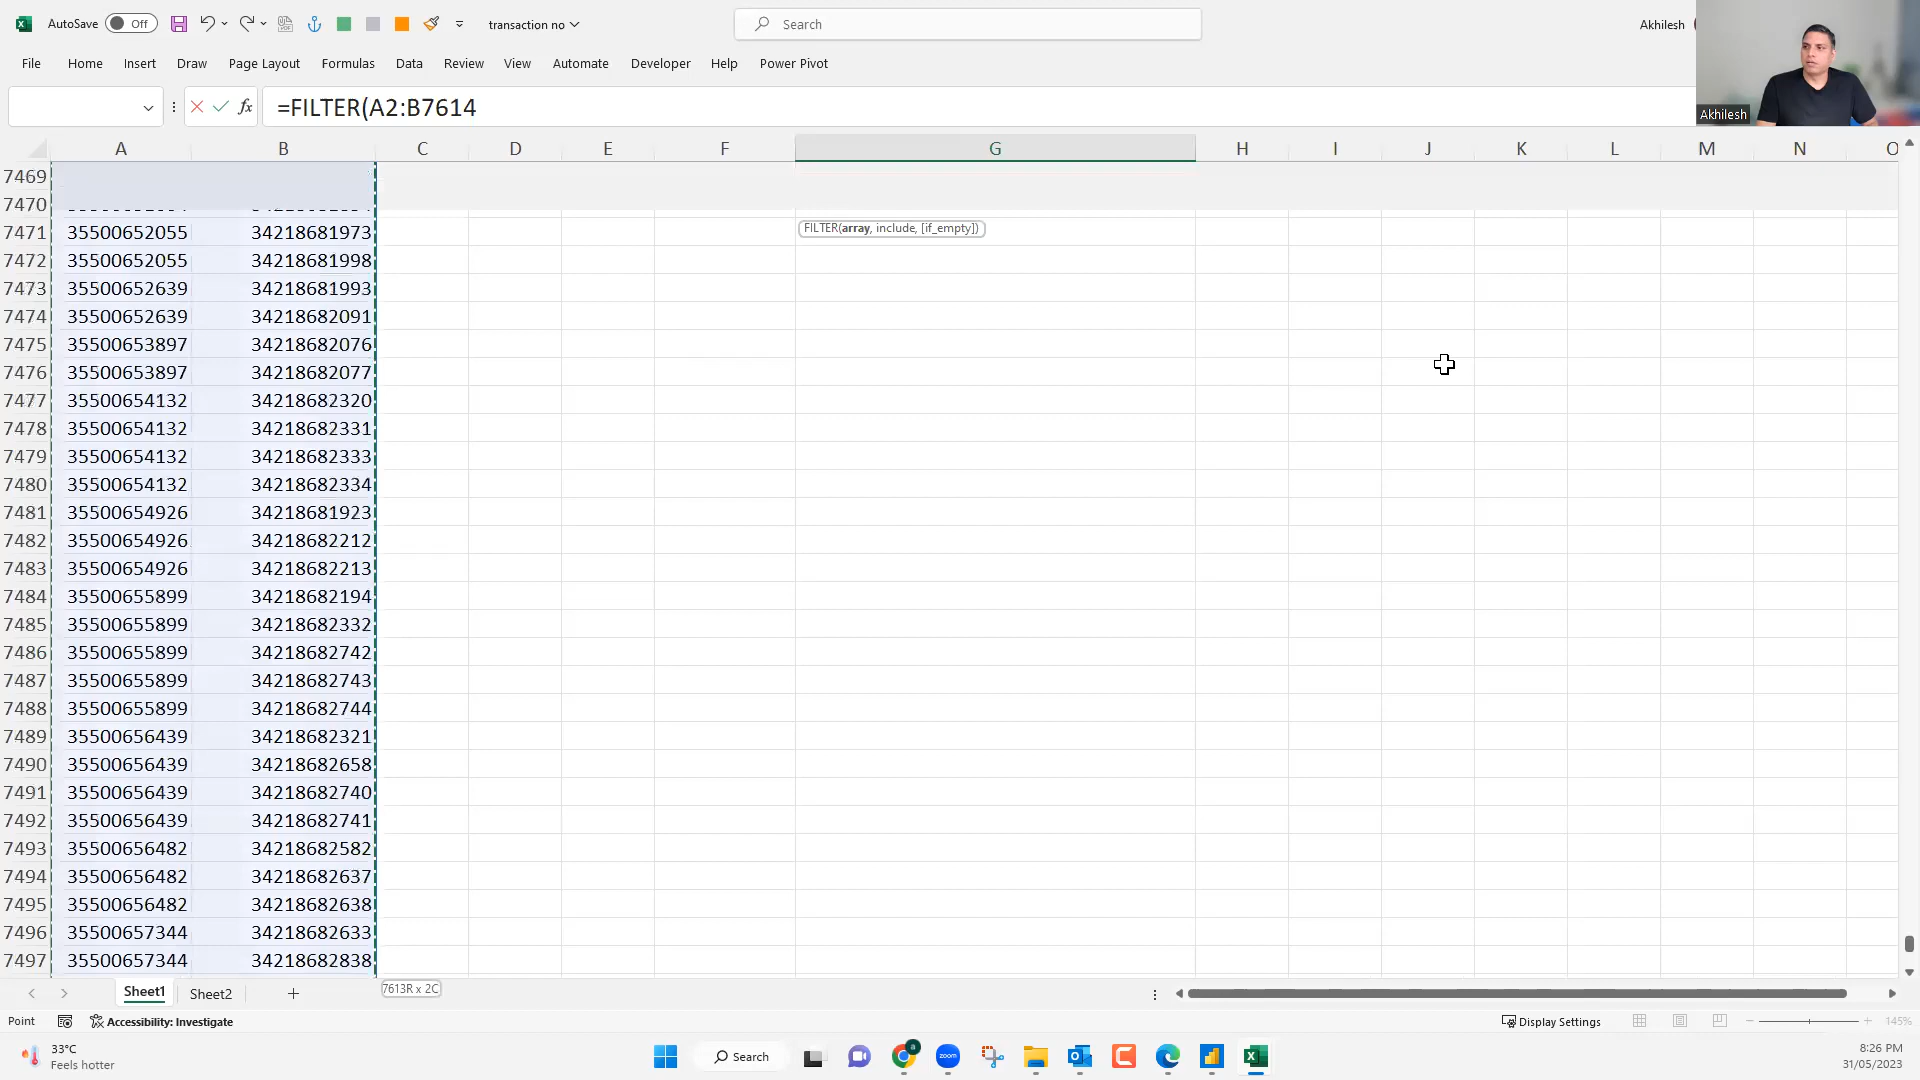 AutoSave Off transaction no Search Akhilesh
File Home Insert Draw Page Layout Formulas Data Review View Automate Developer Help Power Pivot
fx =FILTER(A2:B7614
Akhilesh
A B C D E F G H I J K L M N O
7469
7470
7471 35500652055 34218681973 FILTER(array, include, [if_empty])
7472 35500652055 34218681998
7473 35500652639 34218681993
7474 35500652639 34218682091
7475 35500653897 34218682076
7476 35500653897 34218682077
7477 35500654132 34218682320
7478 35500654132 34218682331
7479 35500654132 34218682333
7480 35500654132 34218682334
7481 35500654926 34218681923
7482 35500654926 34218682212
7483 35500654926 34218682213
7484 35500655899 34218682194
7485 35500655899 34218682332
7486 35500655899 34218682742
7487 35500655899 34218682743
7488 35500655899 34218682744
7489 35500656439 34218682321
7490 35500656439 34218682658
7491 35500656439 34218682740
7492 35500656439 34218682741
7493 35500656482 34218682582
7494 35500656482 34218682637
7495 35500656482 34218682638
7496 35500657344 34218682633
7497 35500657344 34218682838
Sheet1 Sheet2 7613R x 2C
Point Accessibility: Investigate Display Settings 145%
33°C
Feels hotter
Search
zoom
8:26 PM
31/05/2023